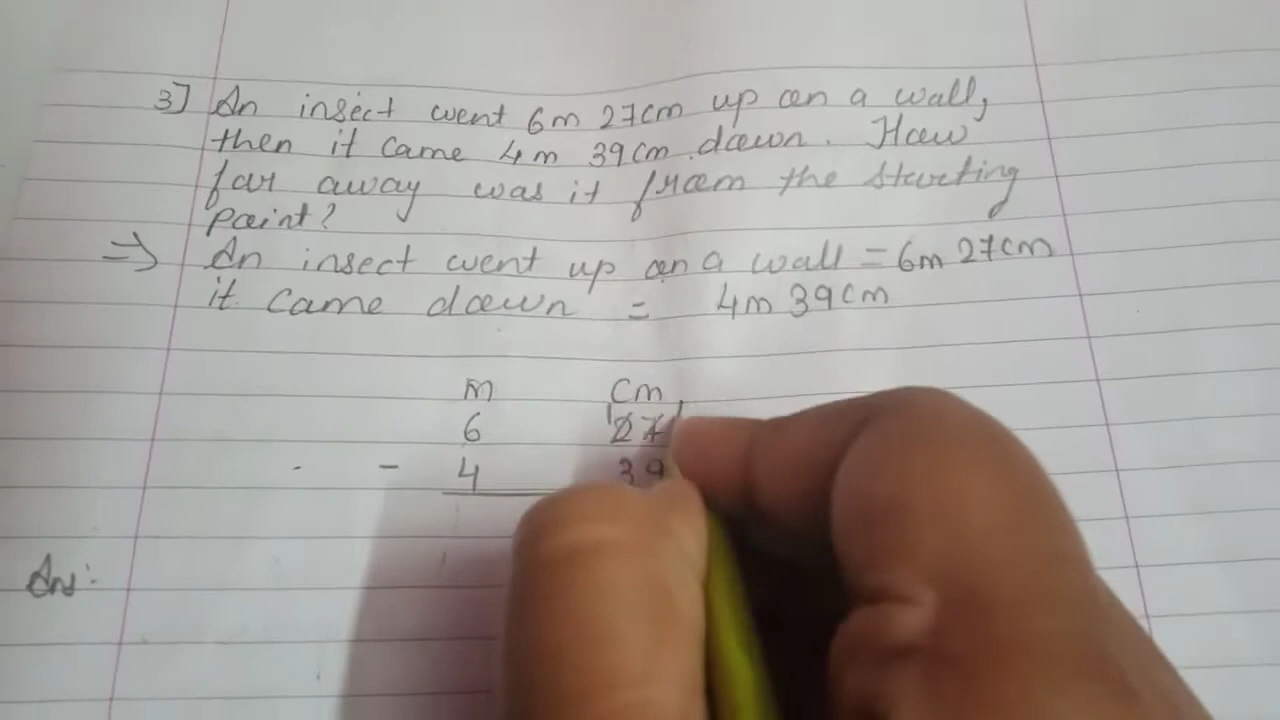 3] An insect went 6m 27cm up on a wall,
then it came 4m 39cm down. How
far away was it from the starting
point?
=> An insect went up on a wall = 6m 27cm
it came down = 4m 39cm
m cm
6 27
- 4 39
Ans: